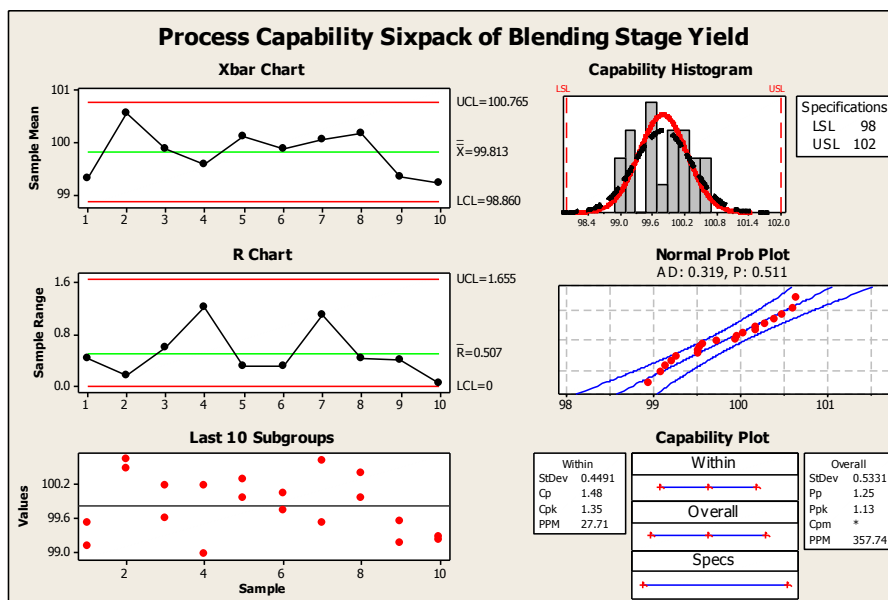 Process Capability Sixpack of Blending Stage Yield
Xbar Chart
Sample Mean
101
100
99
1 2 3 4 5 6 7 8 9 10
UCL=100.765
X=99.813
LCL=98.860
Capability Histogram
LSL USL
98.4 99.0 99.6 100.2 100.8 101.4 102.0
Specifications
LSL 98
USL 102
R Chart
Sample Range
1.6
0.8
0.0
1 2 3 4 5 6 7 8 9 10
UCL=1.655
R=0.507
LCL=0
Normal Prob Plot
AD: 0.319, P: 0.511
98 99 100 101
Last 10 Subgroups
Values
100.2
99.6
99.0
2 4 6 8 10
Sample
Capability Plot
Within
StDev 0.4491
Cp 1.48
Cpk 1.35
PPM 27.71
Within
Overall
Specs
Overall
StDev 0.5331
Pp 1.25
Ppk 1.13
Cpm *
PPM 357.74